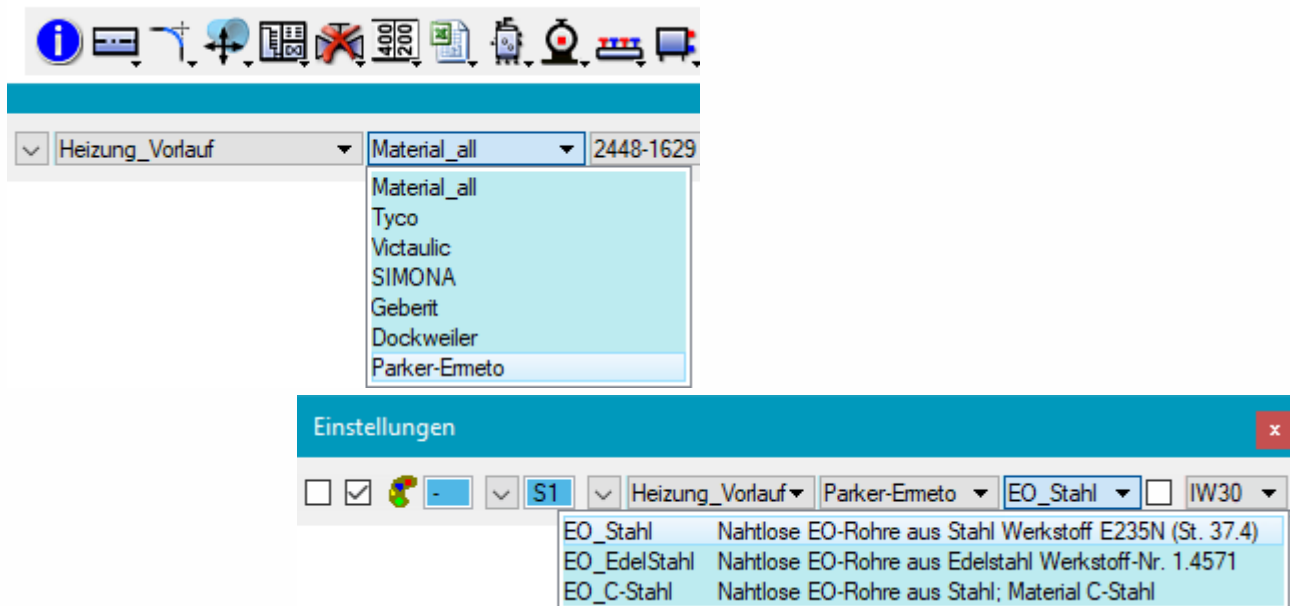 400
200
Heizung_Vorlauf Material_all 2448-1629
Material_all
Tyco
Victaulic
SIMONA
Geberit
Dockweiler
Parker-Ermeto
Einstellungen x
- S1 Heizung_Vorlauf Parker-Ermeto EO_Stahl IW30
EO_Stahl Nahtlose EO-Rohre aus Stahl Werkstoff E235N (St. 37.4)
EO_EdelStahl Nahtlose EO-Rohre aus Edelstahl Werkstoff-Nr. 1.4571
EO_C-Stahl Nahtlose EO-Rohre aus Stahl; Material C-Stahl